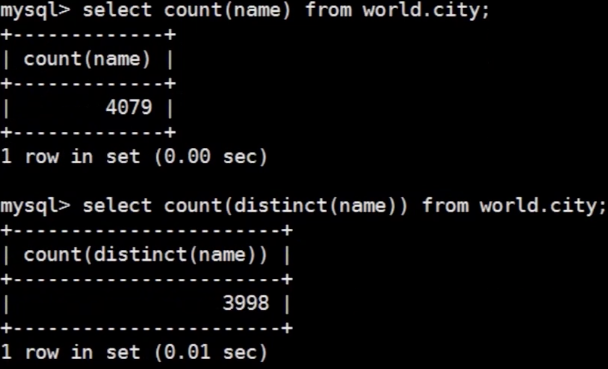 mysql> select count(name) from world.city;
+-------------+
| count(name) |
+-------------+
|        4079 |
+-------------+
1 row in set (0.00 sec)
mysql> select count(distinct(name)) from world.city;
+-----------------------+
| count(distinct(name)) |
+-----------------------+
|                  3998 |
+-----------------------+
1 row in set (0.01 sec)